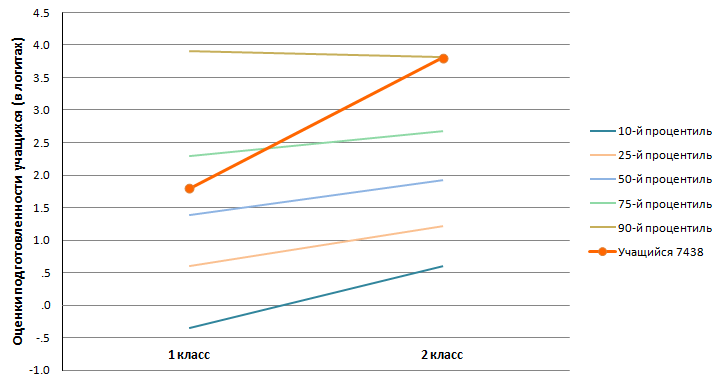 Оценки подготовленности учащихся (в логитах)
4.5
4.0
3.5
3.0
2.5
2.0
1.5
1.0
.5
.0
-.5
-1.0
1 класс
2 класс
10-й процентиль
25-й процентиль
50-й процентиль
75-й процентиль
90-й процентиль
Учащийся 7438